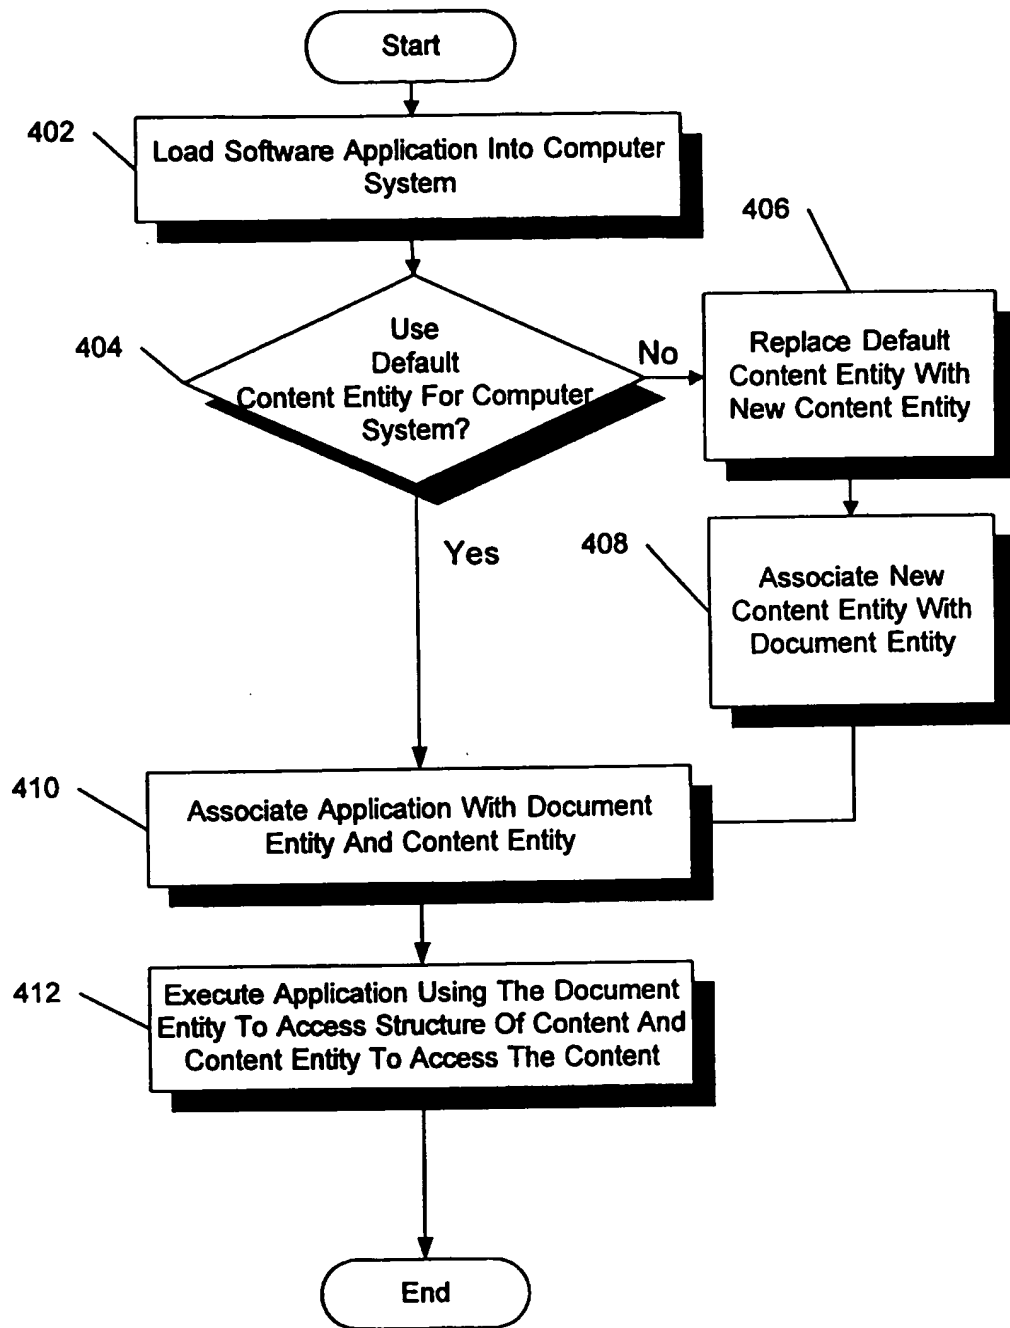 Start
402
Load Software Application Into Computer
System
406
404
Use
Default
Content Entity For Computer
System?
No
Replace Default
Content Entity With
New Content Entity
Yes
408
Associate New
Content Entity With
Document Entity
410
Associate Application With Document
Entity And Content Entity
412
Execute Application Using The Document
Entity To Access Structure Of Content And
Content Entity To Access The Content
End